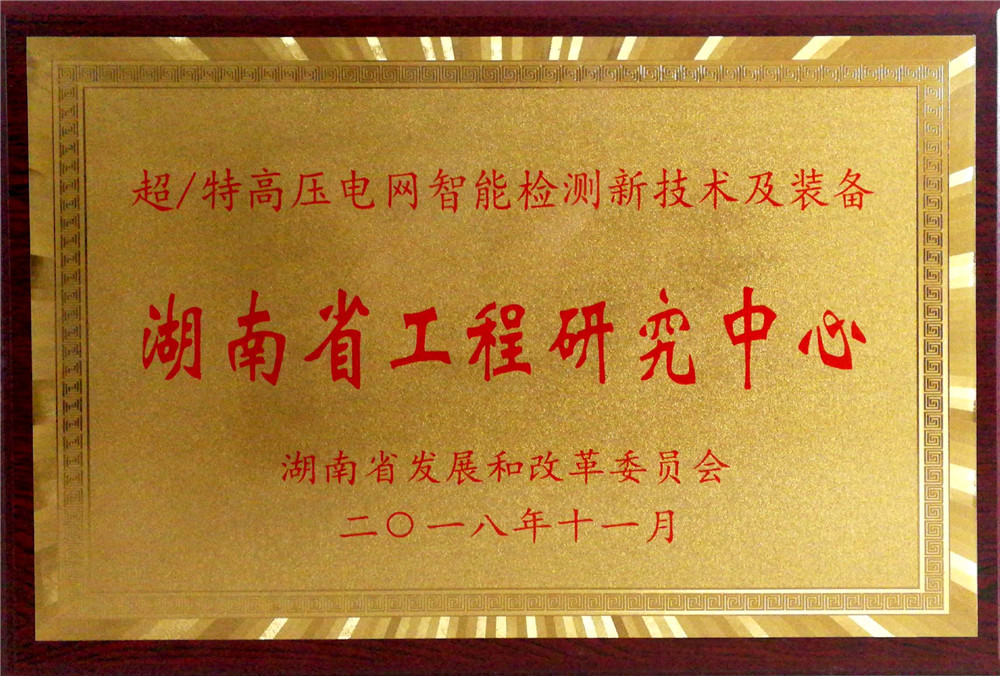 超/特高压电网智能检测新技术及装备
湖南省工程研究中心
湖南省发展和改革委员会
二〇一八年十一月